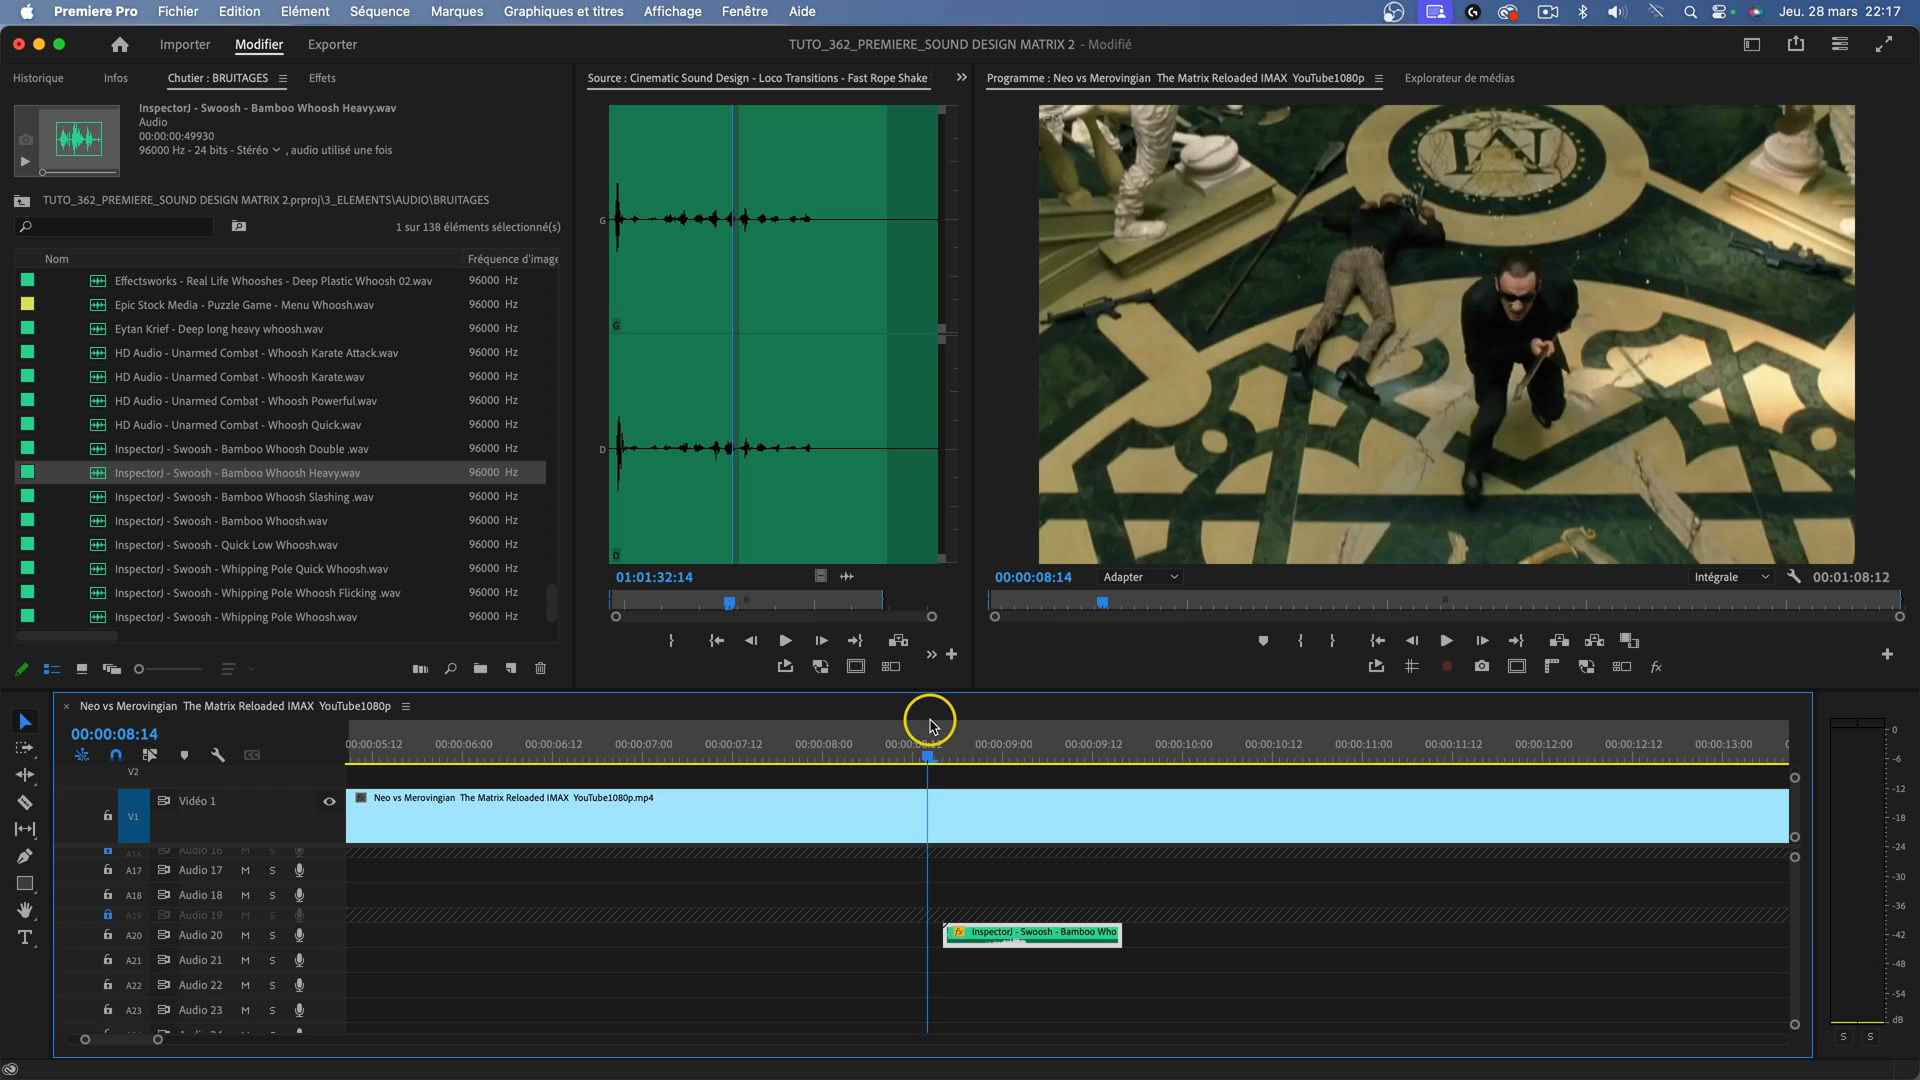 Premiere Pro Fichier Edition Elément Séquence Marques Graphiques et titres Affichage Fenêtre Aide Jeu. 28 mars 22:17
Importer Modifier Exporter TUTO_362_PREMIERE_SOUND DESIGN MATRIX 2 - Modifié
Historique Infos Chutier : BRUITAGES Effets
Source : Cinematic Sound Design - Loco Transitions - Fast Rope Shake
Programme : Neo vs Merovingian The Matrix Reloaded IMAX YouTube1080p Explorateur de médias
InspectorJ - Swoosh - Bamboo Whoosh Heavy.wav
Audio
00:00:00:49930
96000 Hz - 24 bits - Stéréo , audio utilisé une fois
TUTO_362_PREMIERE_SOUND DESIGN MATRIX 2.prproj\3_ELEMENTS\AUDIO\BRUITAGES
1 sur 138 éléments sélectionné(s)
Nom Fréquence d'image
Effectsworks - Real Life Whooshes - Deep Plastic Whoosh 02.wav 96000 Hz
Epic Stock Media - Puzzle Game - Menu Whoosh.wav 96000 Hz
Eytan Krief - Deep long heavy whoosh.wav 96000 Hz
HD Audio - Unarmed Combat - Whoosh Karate Attack.wav 96000 Hz
HD Audio - Unarmed Combat - Whoosh Karate.wav 96000 Hz
HD Audio - Unarmed Combat - Whoosh Powerful.wav 96000 Hz
HD Audio - Unarmed Combat - Whoosh Quick.wav 96000 Hz
InspectorJ - Swoosh - Bamboo Whoosh Double .wav 96000 Hz
InspectorJ - Swoosh - Bamboo Whoosh Heavy.wav 96000 Hz
InspectorJ - Swoosh - Bamboo Whoosh Slashing .wav 96000 Hz
InspectorJ - Swoosh - Bamboo Whoosh.wav 96000 Hz
InspectorJ - Swoosh - Quick Low Whoosh.wav 96000 Hz
InspectorJ - Swoosh - Whipping Pole Quick Whoosh.wav 96000 Hz
InspectorJ - Swoosh - Whipping Pole Whoosh Flicking .wav 96000 Hz
InspectorJ - Swoosh - Whipping Pole Whoosh.wav 96000 Hz
G
G
D
D
01:01:32:14
00:00:08:14 Adapter Intégrale 00:01:08:12
Neo vs Merovingian The Matrix Reloaded IMAX YouTube1080p
00:00:08:14
00:00:05:12 00:00:06:00 00:00:06:12 00:00:07:00 00:00:07:12 00:00:08:00 00:00:08:12 00:00:09:00 00:00:09:12 00:00:10:00 00:00:10:12 00:00:11:00 00:00:11:12 00:00:12:00 00:00:12:12 00:00:13:00
V2
V1 Vidéo 1 Neo vs Merovingian The Matrix Reloaded IMAX YouTube1080p.mp4
A16 Audio 16 M S
A17 Audio 17 M S
A18 Audio 18 M S
A19 Audio 19 M S
A20 Audio 20 M S fx InspectorJ - Swoosh - Bamboo Who
A21 Audio 21 M S
A22 Audio 22 M S
A23 Audio 23 M S
0
-6
-12
-18
-24
-30
-36
-42
-48
-54
dB
S S